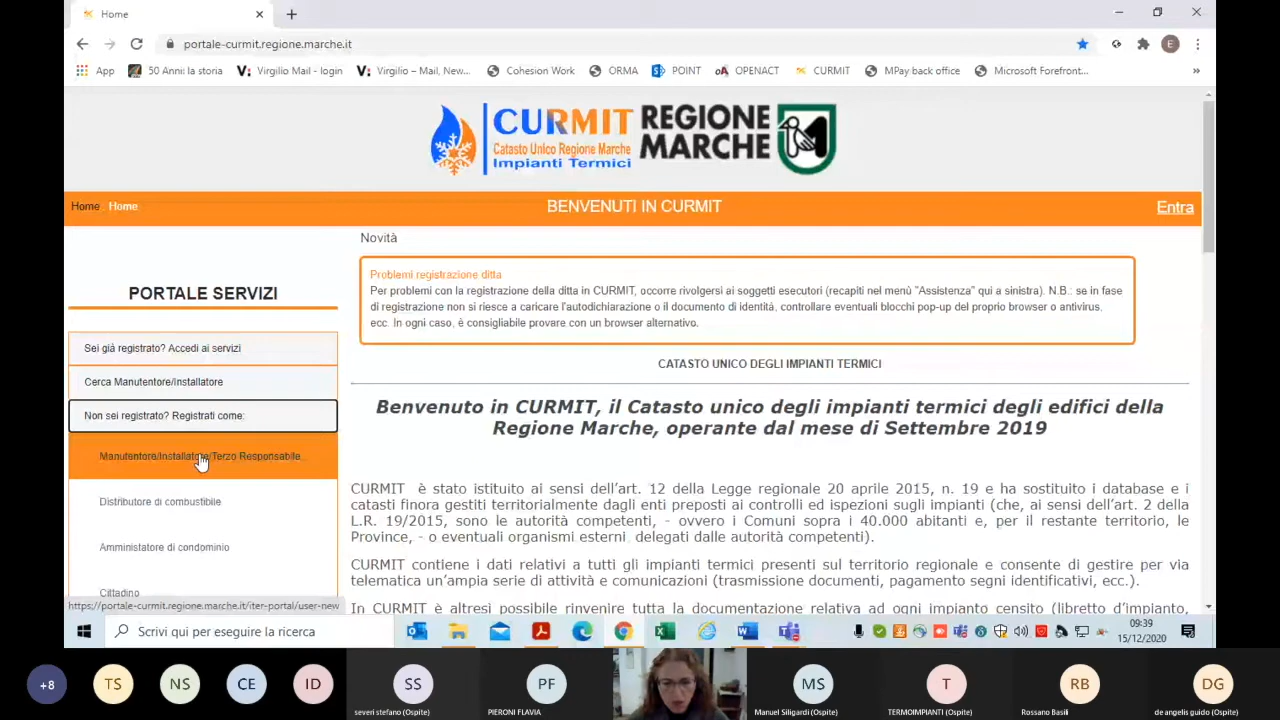 Home
portale-curmit.regione.marche.it
E
App
50 Anni: la storia
Virgilio Mail - login
Virgilio – Mail, New...
Cohesion Work
ORMA
POINT
OPENACT
CURMIT
MPay back office
Microsoft Forefront...
»
CURMIT
Catasto Unico Regione Marche
Impianti Termici
REGIONE
MARCHE
Home Home
BENVENUTI IN CURMIT
Entra
Novità
Problemi registrazione ditta
Per problemi con la registrazione della ditta in CURMIT, occorre rivolgersi ai soggetti esecutori (recapiti nel menù "Assistenza" qui a sinistra). N.B.: se in fase
di registrazione non si riesce a caricare l'autodichiarazione o il documento di identità, controllare eventuali blocchi pop-up del proprio browser o antivirus,
ecc. In ogni caso, è consigliabile provare con un browser alternativo.
PORTALE SERVIZI
Sei già registrato? Accedi ai servizi
Cerca Manutentore/Installatore
Non sei registrato? Registrati come:
Manutentore/Installatore/Terzo Responsabile...
Distributore di combustibile
Amministatore di condominio
Cittadino
https://portale-curmit.regione.marche.it/iter-portal/user-new
CATASTO UNICO DEGLI IMPIANTI TERMICI
Benvenuto in CURMIT, il Catasto unico degli impianti termici degli edifici della
Regione Marche, operante dal mese di Settembre 2019
CURMIT è stato istituito ai sensi dell'art. 12 della Legge regionale 20 aprile 2015, n. 19 e ha sostituito i database e i
catasti finora gestiti territorialmente dagli enti preposti ai controlli ed ispezioni sugli impianti (che, ai sensi dell'art. 2 della
L.R. 19/2015, sono le autorità competenti, - ovvero i Comuni sopra i 40.000 abitanti e, per il restante territorio, le
Province, - o eventuali organismi esterni delegati dalle autorità competenti).
CURMIT contiene i dati relativi a tutti gli impianti termici presenti sul territorio regionale e consente di gestire per via
telematica un'ampia serie di attività e comunicazioni (trasmissione documenti, pagamento segni identificativi, ecc.).
In CURMIT è altresì possibile rinvenire tutta la documentazione relativa ad ogni impianto censito (libretto d'impianto,
Scrivi qui per eseguire la ricerca
09:39
15/12/2020
+8
TS
NS
CE
ID
SS
severi stefano (Ospite)
PF
PIERONI FLAVIA
MS
Manuel Siligardi (Ospite)
T
TERMOIMPIANTI (Ospite)
RB
Rossano Basili
DG
de angelis guido (Ospite)